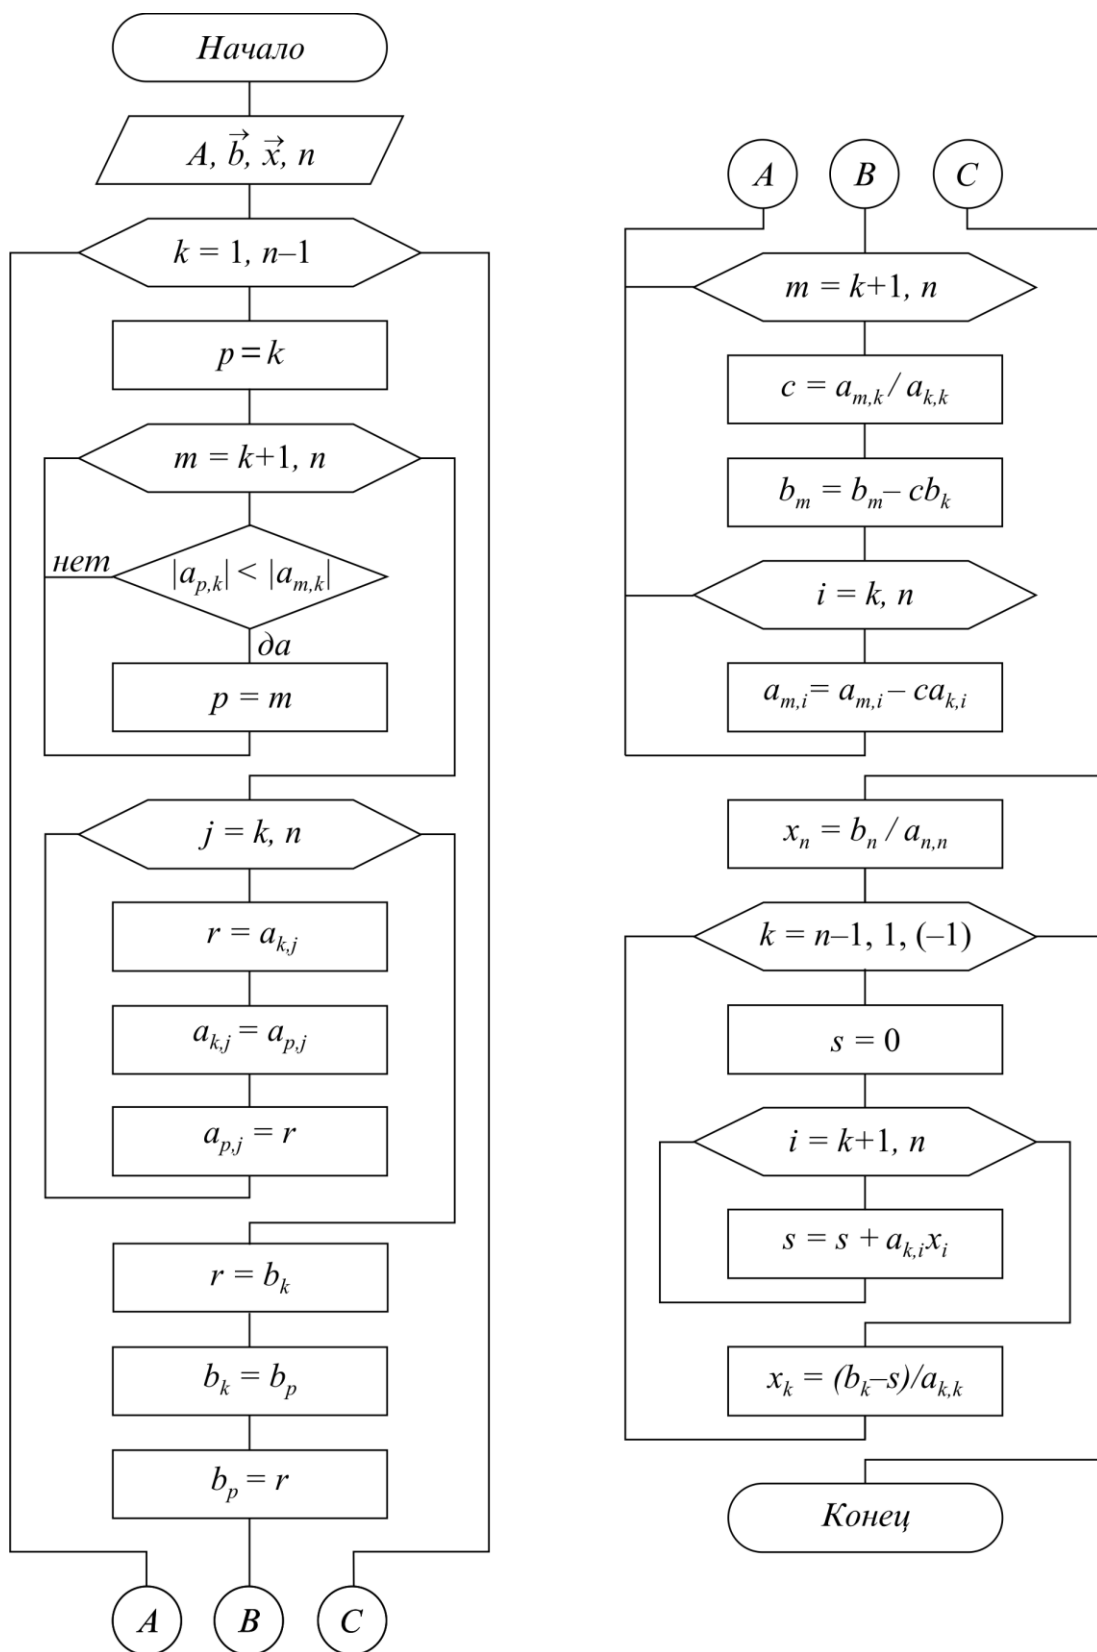 Начало
A, b⃗, x⃗, n
k = 1, n–1
p = k
m = k+1, n
нет
|a_{p,k}| < |a_{m,k}|
да
p = m
j = k, n
r = a_{k,j}
a_{k,j} = a_{p,j}
a_{p,j} = r
r = b_k
b_k = b_p
b_p = r
A B C
A B C
m = k+1, n
c = a_{m,k} / a_{k,k}
b_m = b_m – cb_k
i = k, n
a_{m,i} = a_{m,i} – ca_{k,i}
x_n = b_n / a_{n,n}
k = n–1, 1, (–1)
s = 0
i = k+1, n
s = s + a_{k,i}x_i
x_k = (b_k–s)/a_{k,k}
Конец